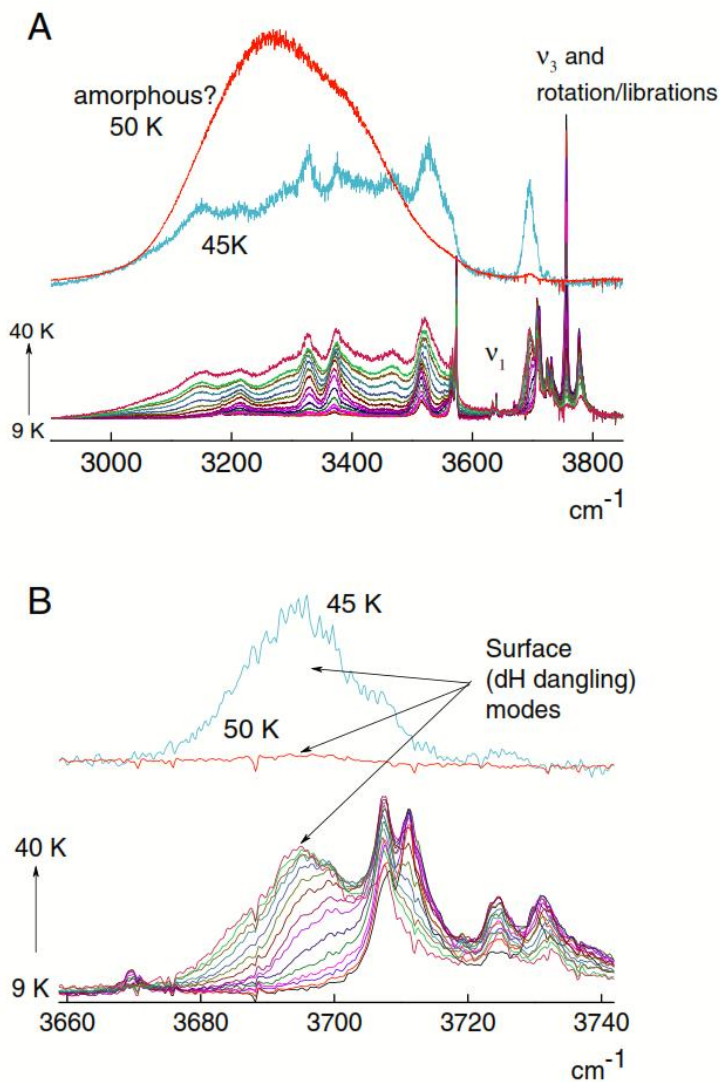 A
amorphous?
50 K
ν3 and
rotation/librations
45K
40 K
ν1
9 K
3000
3200
3400
3600
3800
cm-1
B
45 K
Surface
(dH dangling)
modes
50 K
40 K
9 K
3660
3680
3700
3720
3740
cm-1